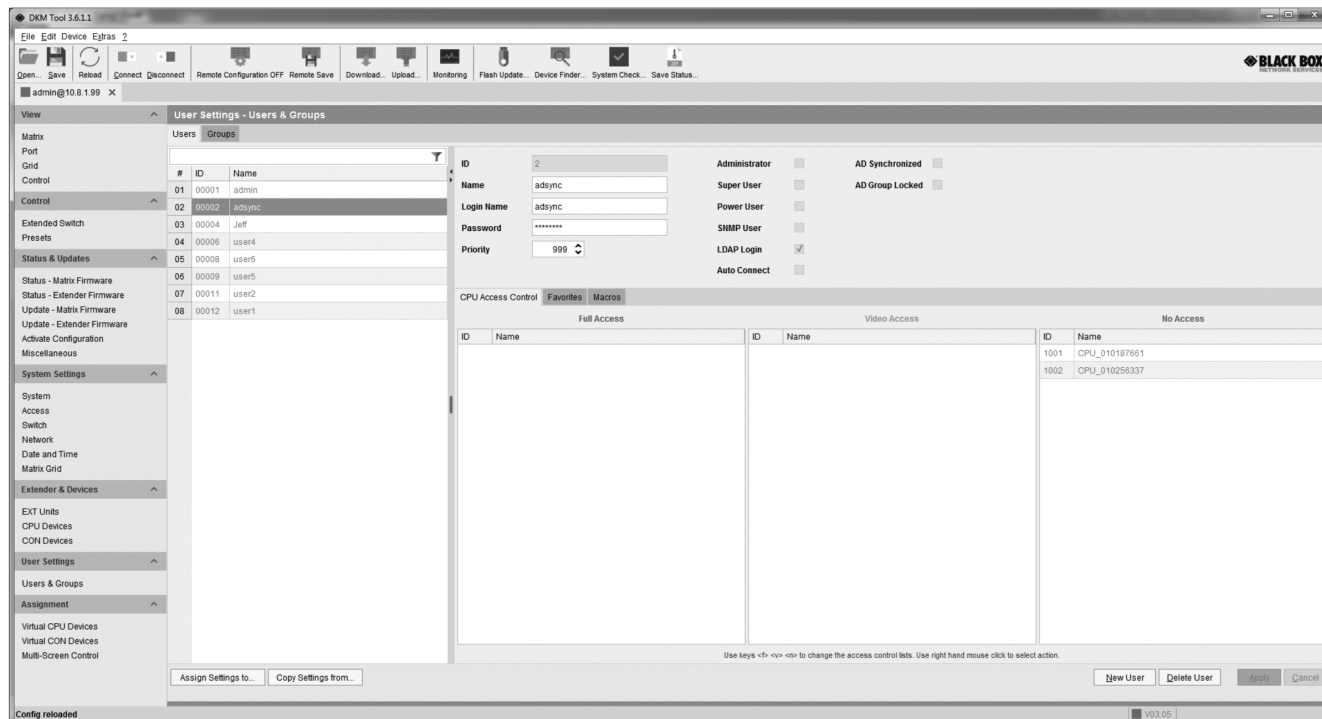 DKM Tool 3.6.1.1
File Edit Device Extras ?
Open... Save Reload Connect Disconnect Remote Configuration OFF Remote Save Download... Upload... Monitoring Flash Update... Device Finder... System Check... Save Status...
BLACK BOX
NETWORK SERVICES
admin@10.8.1.99
View
Matrix
Port
Grid
Control
Control
Extended Switch
Presets
Status & Updates
Status - Matrix Firmware
Status - Extender Firmware
Update - Matrix Firmware
Update - Extender Firmware
Activate Configuration
Miscellaneous
System Settings
System
Access
Switch
Network
Date and Time
Matrix Grid
Extender & Devices
EXT Units
CPU Devices
CON Devices
User Settings
Users & Groups
Assignment
Virtual CPU Devices
Virtual CON Devices
Multi-Screen Control
User Settings - Users & Groups
Users Groups
# ID Name
01 00001 admin
02 00002 adsync
03 00004 Jeff
04 00006 user4
05 00008 user6
06 00009 user5
07 00011 user2
08 00012 user1
Assign Settings to... Copy Settings from...
ID 2
Name adsync
Login Name adsync
Password ********
Priority 999
Administrator
Super User
Power User
SNMP User
LDAP Login
Auto Connect
AD Synchronized
AD Group Locked
CPU Access Control Favorites Macros
Full Access
ID Name
Video Access
ID Name
No Access
ID Name
1001 CPU_010187661
1002 CPU_010256337
Use keys <f> <v> <n> to change the access control lists. Use right hand mouse click to select action.
New User Delete User Apply Cancel
Config reloaded
V03.05